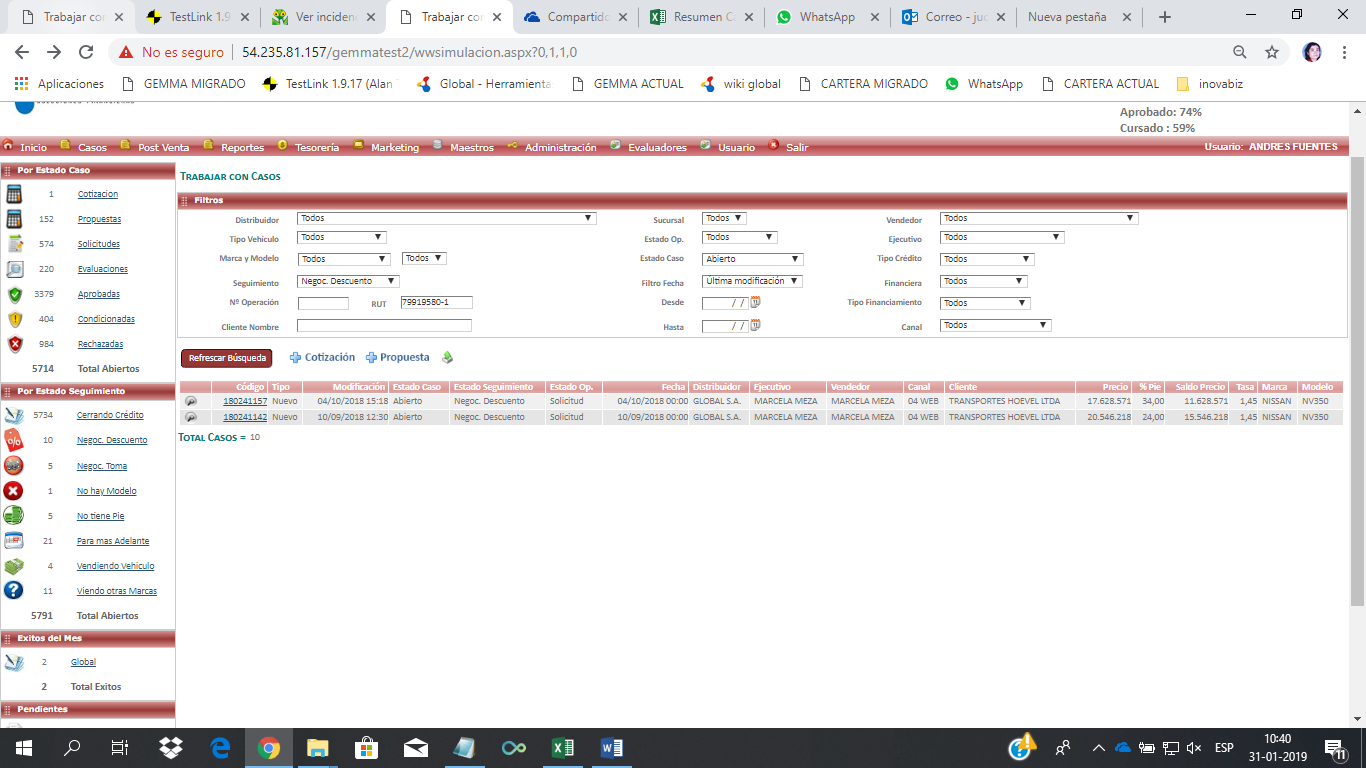 Trabajar con
TestLink 1.9
Ver inciden
Trabajar con
Compartido
Resumen C
WhatsApp
Correo - juc
Nueva pestaña
No es seguro
54.235.81.157/gemmatest2/wwsimulacion.aspx?0,1,1,0
Aplicaciones
GEMMA MIGRADO
TestLink 1.9.17 (Alan
Global - Herramienta
GEMMA ACTUAL
wiki global
CARTERA MIGRADO
WhatsApp
CARTERA ACTUAL
inovabiz
Aprobado: 74%
Cursado : 59%
Inicio Casos Post Venta Reportes Tesorería Marketing Maestros Administración Evaluadores Usuario Salir
Usuario: ANDRES FUENTES
Por Estado Caso
1 Cotizacion
152 Propuestas
574 Solicitudes
220 Evaluaciones
3379 Aprobadas
404 Condicionadas
984 Rechazadas
5714 Total Abiertos
Por Estado Seguimiento
5734 Cerrando Crédito
10 Negoc. Descuento
5 Negoc. Toma
1 No hay Modelo
5 No tiene Pie
21 Para mas Adelante
4 Vendiendo Vehículo
11 Viendo otras Marcas
5791 Total Abiertos
Exitos del Mes
2 Global
2 Total Exitos
Pendientes
Trabajar con Casos
Filtros
Distribuidor Todos Sucursal Todos Vendedor Todos
Tipo Vehículo Todos Estado Op. Todos Ejecutivo Todos
Marca y Modelo Todos Todos Estado Caso Abierto Tipo Crédito Todos
Seguimiento Negoc. Descuento Filtro Fecha Última modificación Financiera Todos
Nº Operación RUT 79919580-1 Desde / / Tipo Financiamiento Todos
Cliente Nombre Hasta / / Canal Todos
Refrescar Búsqueda Cotización Propuesta
Código Tipo Modificación Estado Caso Estado Seguimiento Estado Op. Fecha Distribuidor Ejecutivo Vendedor Canal Cliente Precio % Pie Saldo Precio Tasa Marca Modelo
180241157 Nuevo 04/10/2018 15:18 Abierto Negoc. Descuento Solicitud 04/10/2018 00:00 GLOBAL S.A. MARCELA MEZA MARCELA MEZA 04 WEB TRANSPORTES HOEVEL LTDA 17.628.571 34,00 11.628.571 1,45 NISSAN NV350
180241142 Nuevo 10/09/2018 12:30 Abierto Negoc. Descuento Solicitud 10/09/2018 00:00 GLOBAL S.A. MARCELA MEZA MARCELA MEZA 04 WEB TRANSPORTES HOEVEL LTDA 20.546.218 24,00 15.546.218 1,45 NISSAN NV350
Total Casos = 10
ESP
10:40
31-01-2019
11